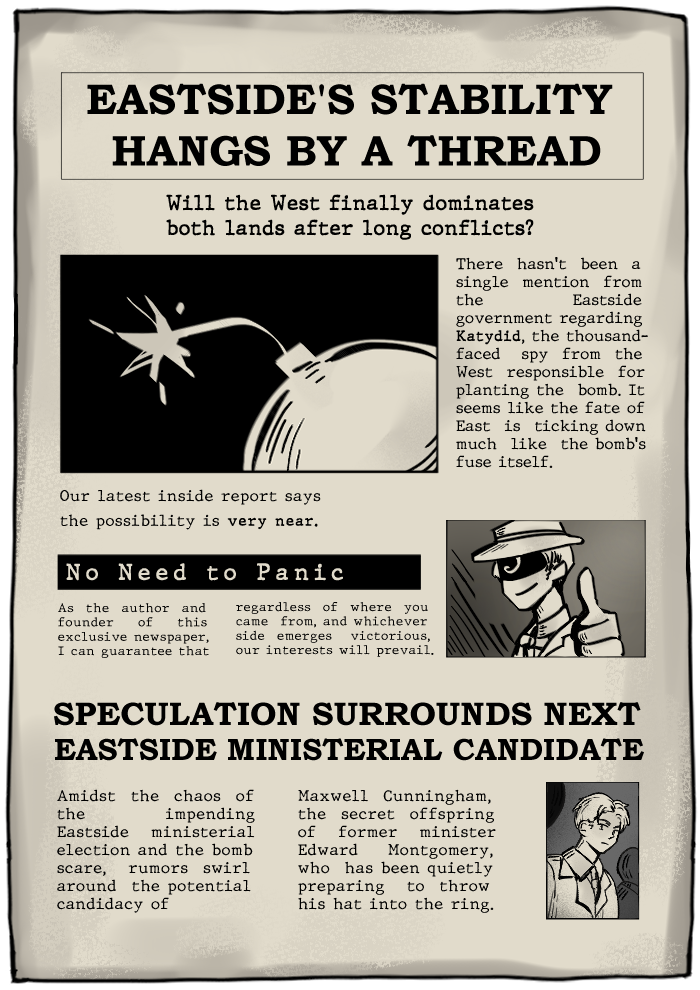 EASTSIDE'S STABILITY
HANGS BY A THREAD
Will the West finally dominates
both lands after long conflicts?
There hasn't been a
single mention from
the Eastside
government regarding
Katydid, the thousand-
faced spy from the
West responsible for
planting the bomb. It
seems like the fate of
East is ticking down
much like the bomb's
fuse itself.
Our latest inside report says
the possibility is very near.
No Need to Panic
As the author and
founder of this
exclusive newspaper,
I can guarantee that
regardless of where you
came from, and whichever
side emerges victorious,
our interests will prevail.
SPECULATION SURROUNDS NEXT
EASTSIDE MINISTERIAL CANDIDATE
Amidst the chaos of
the impending
Eastside ministerial
election and the bomb
scare, rumors swirl
around the potential
candidacy of
Maxwell Cunningham,
the secret offspring
of former minister
Edward Montgomery,
who has been quietly
preparing to throw
his hat into the ring.